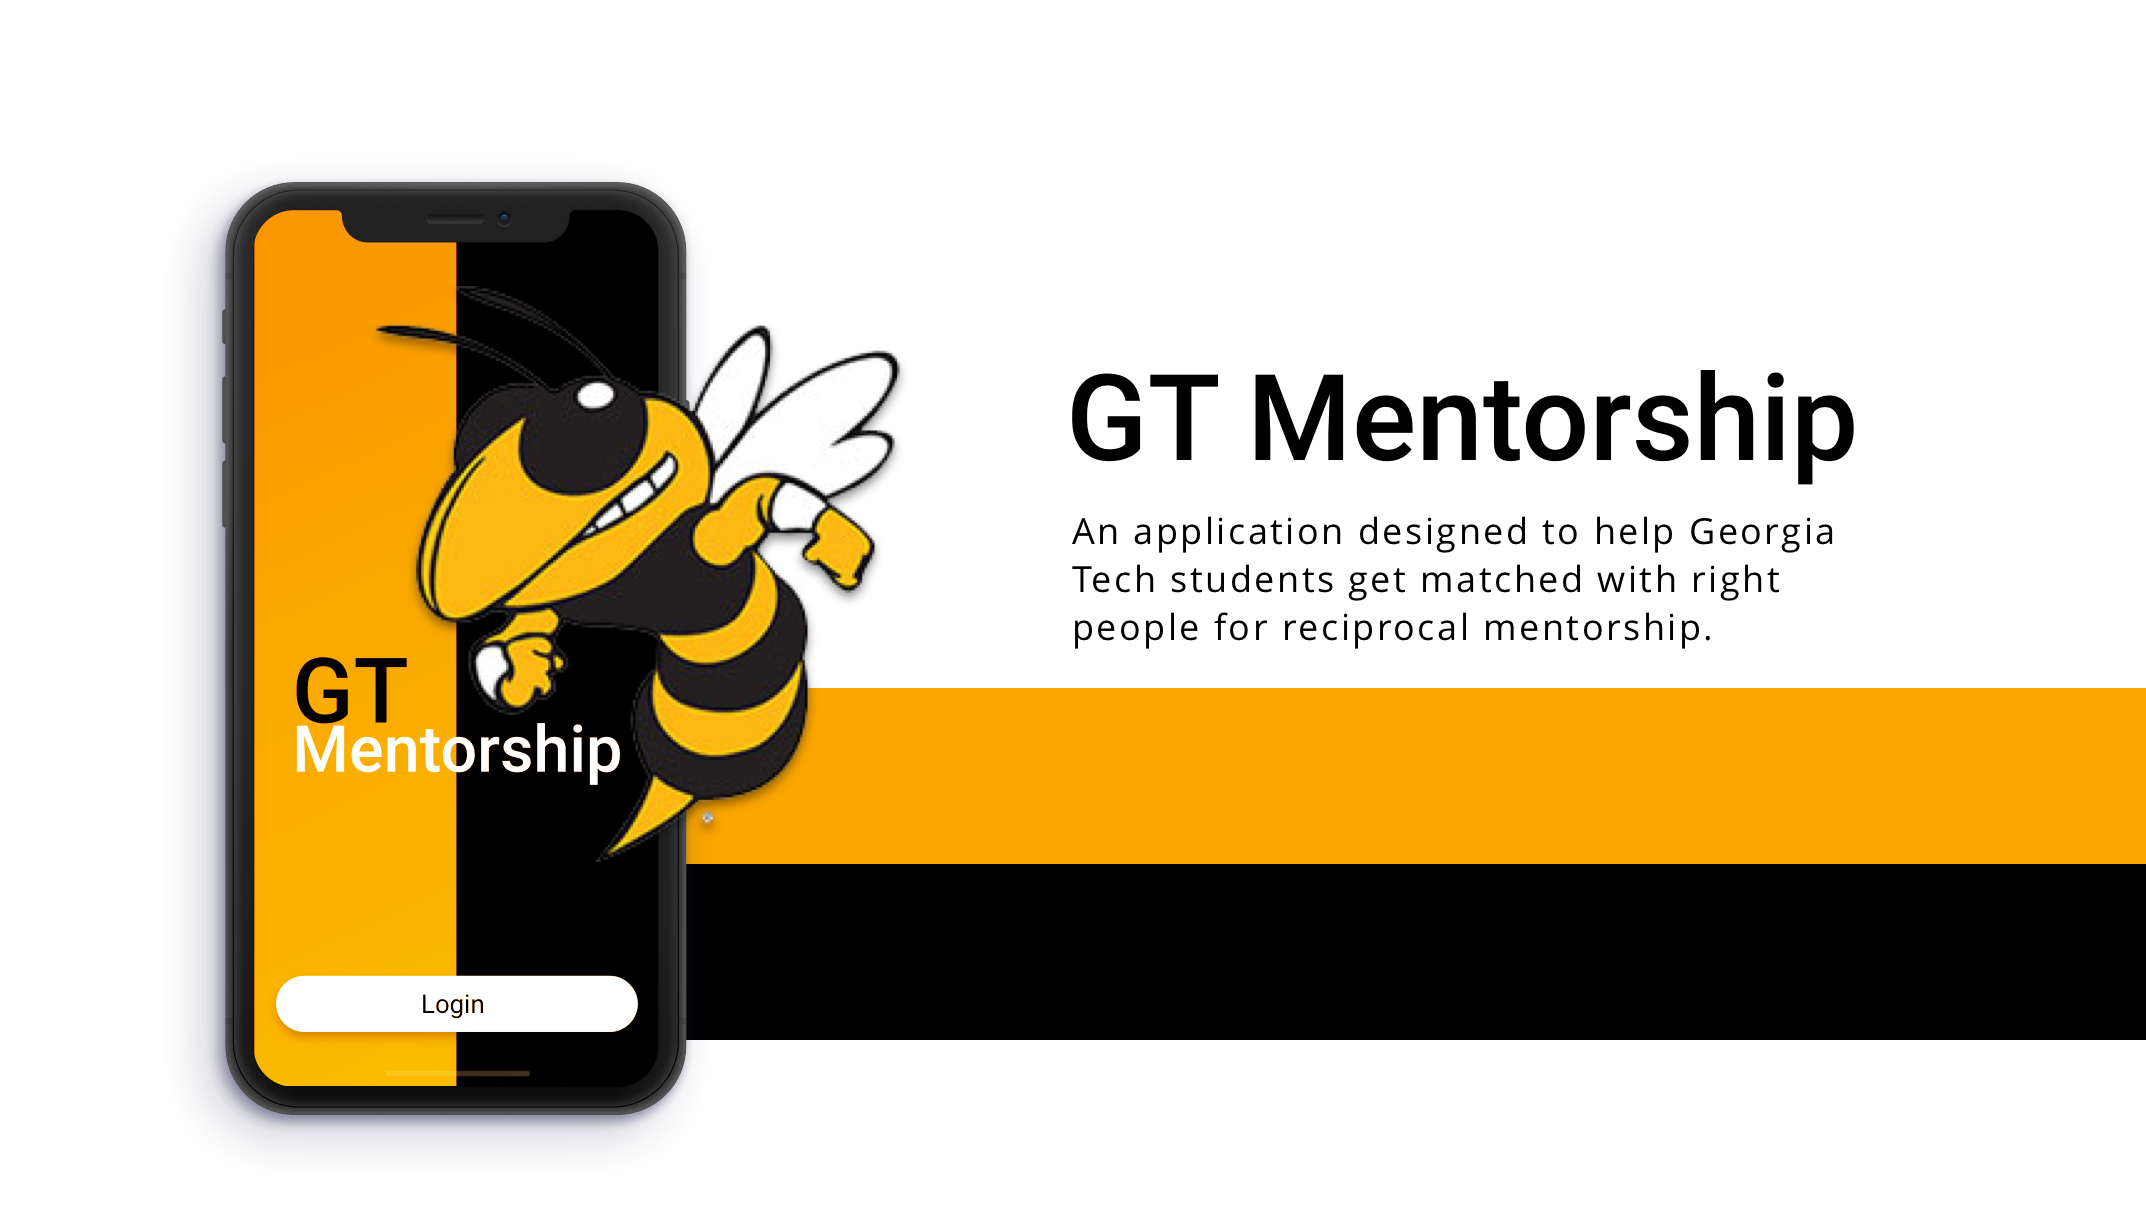 GT
Mentorship
Login
GT Mentorship
An application designed to help Georgia
Tech students get matched with right
people for reciprocal mentorship.